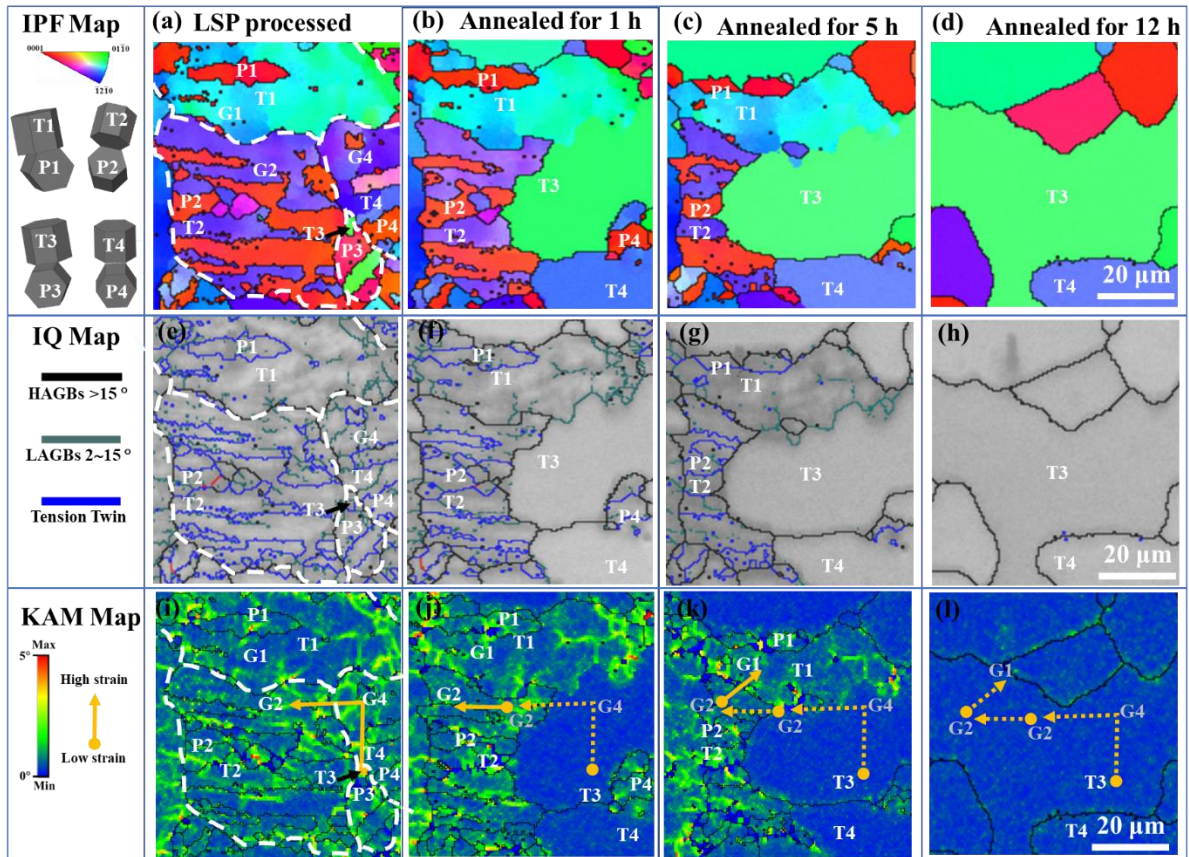 IPF Map
0001
01-10
-12-10
T1
P1
T2
P2
T3
P3
T4
P4
(a) LSP processed
P1
T1
G1
G4
G2
P2
T2
T4
T3
P4
P3
(b) Annealed for 1 h
P1
T1
T3
P2
T2
P4
T4
(c) Annealed for 5 h
P1
T1
T3
P2
T2
T4
(d) Annealed for 12 h
T3
T4
20 μm
IQ Map
HAGBs >15 °
LAGBs 2~15 °
Tension Twin
(e)
P1
T1
G4
P2
T4
T2
T3
P4
P3
(f)
P1
T1
T3
P2
T2
P4
T4
(g)
P1
T1
T3
P2
T2
T4
(h)
T3
T4
20 μm
KAM Map
Max
5°
High strain
0°
Min
Low strain
(i)
P1
T1
G1
G2
G4
P2
T2
T4
T3
P4
P3
(j)
P1
T1
G1
G2
G2
G4
P2
T2
T3
P4
T4
(k)
P1
G1
T1
G2
G2
G4
P2
T2
T3
T4
(l)
G1
G2
G2
G4
T3
T4
20 μm